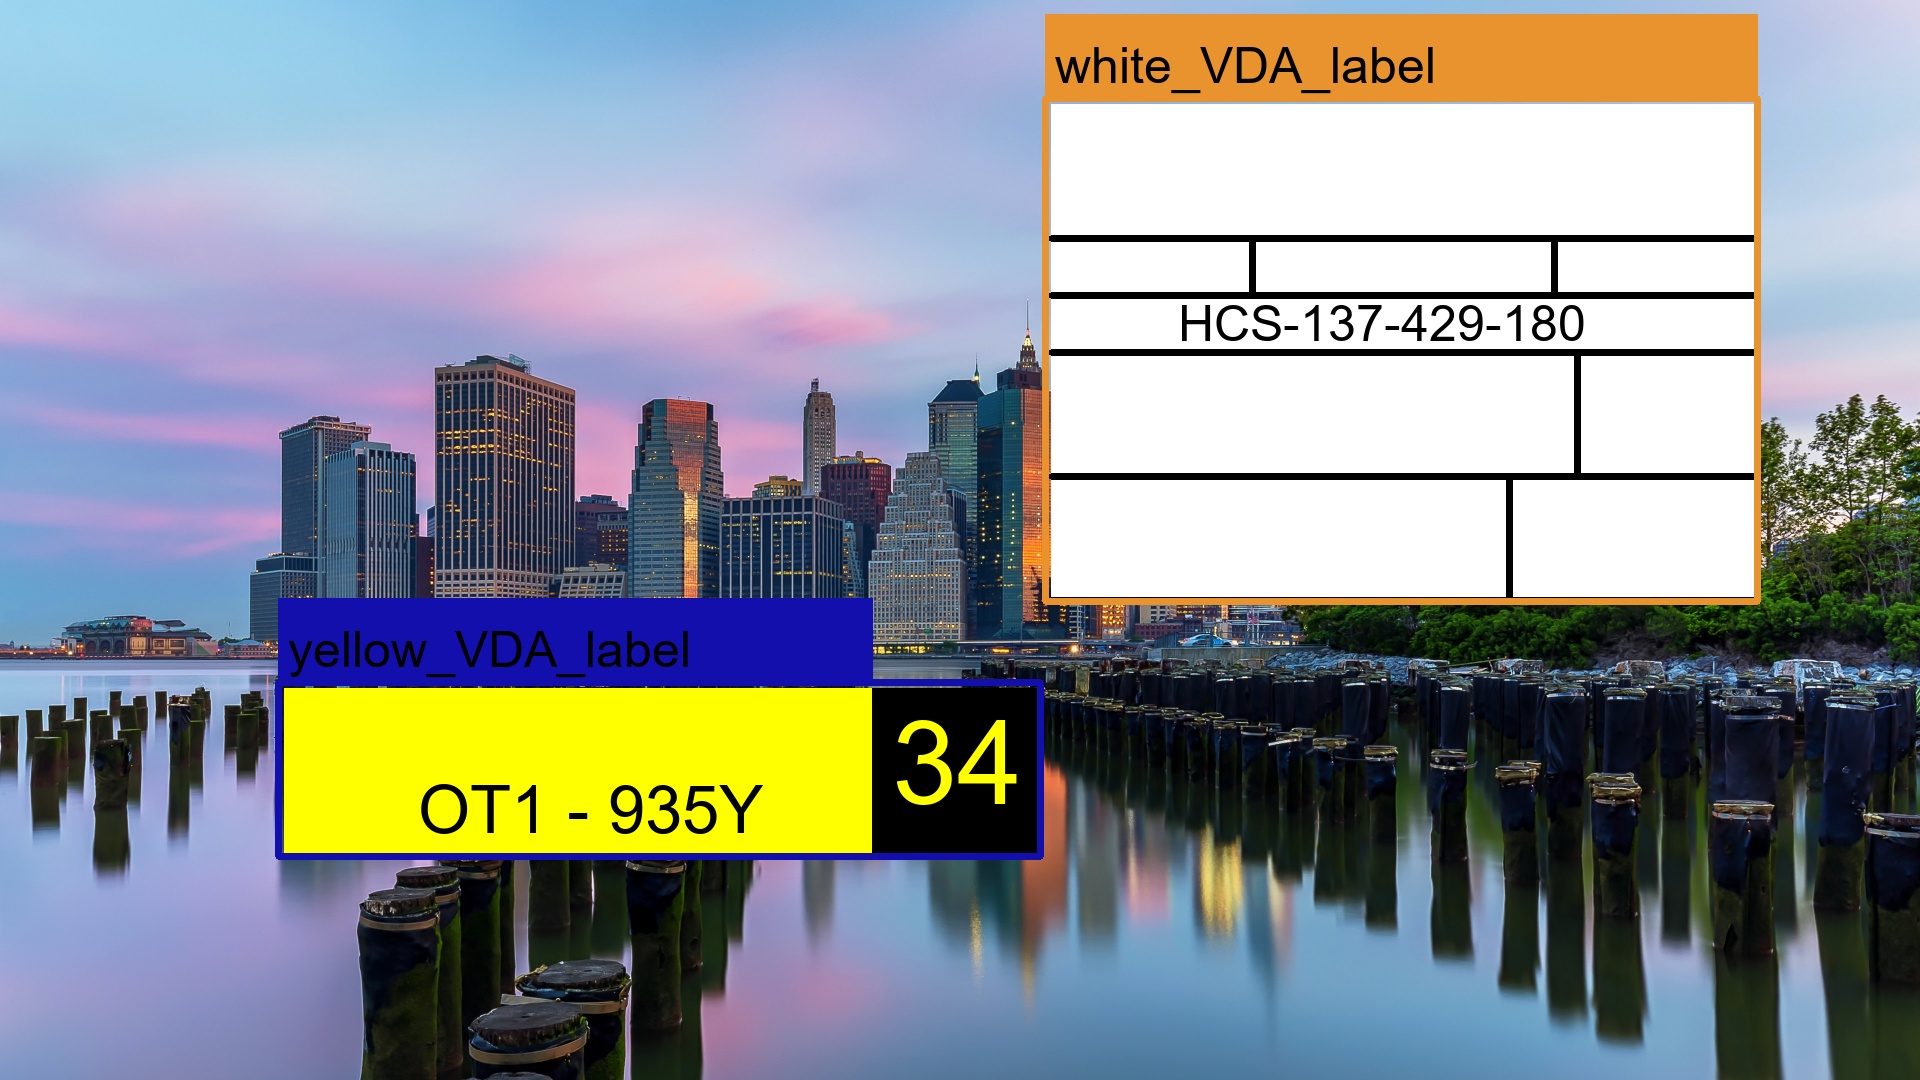 white_VDA_label
HCS-137-429-180
yellow_VDA_label
OT1 - 935Y
34